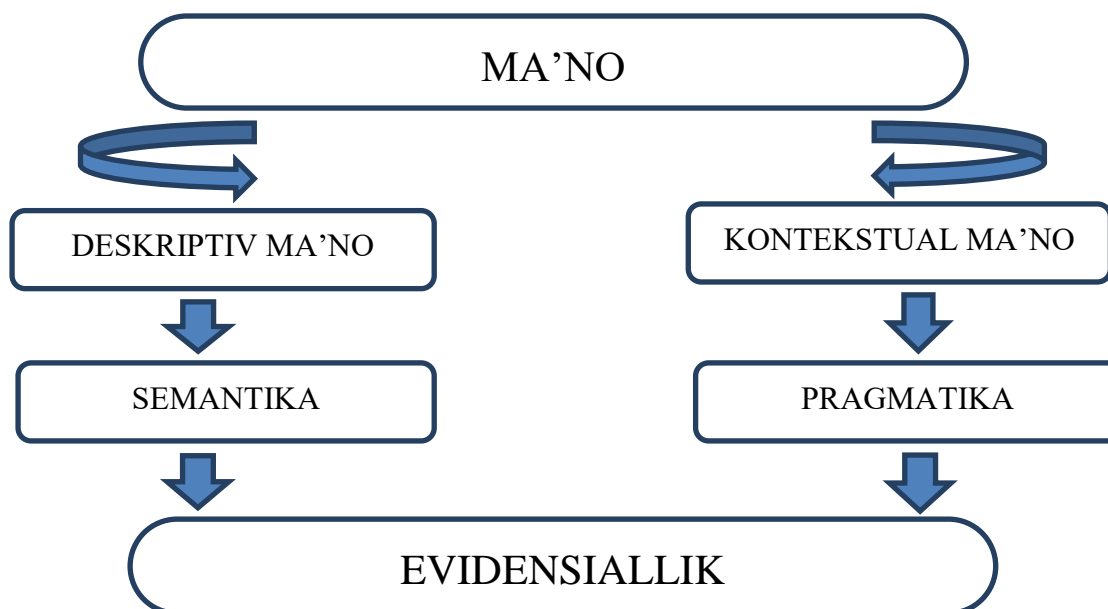 MA’NO
DESKRIPTIV MA’NO
KONTEKSTUAL MA’NO
SEMANTIKA
PRAGMATIKA
EVIDENSIALLIK